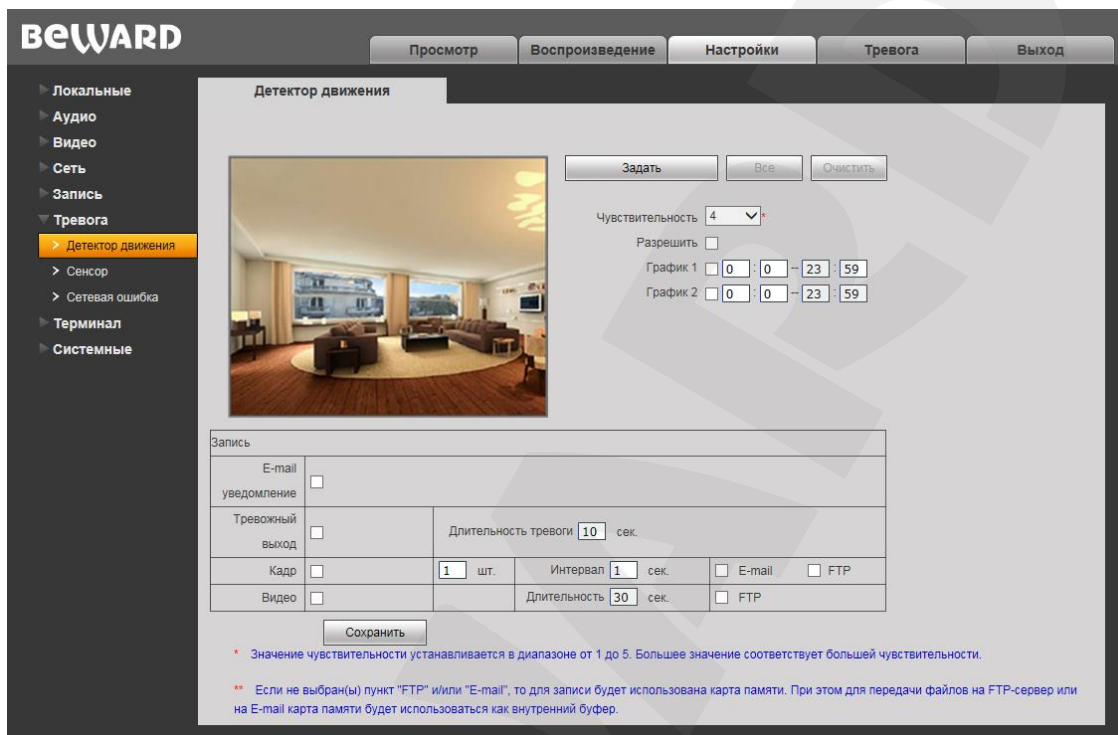 BEWARD
Просмотр Воспроизведение Настройки Тревога Выход
Локальные
Аудио
Видео
Сеть
Запись
Тревога
> Детектор движения
> Сенсор
> Сетевая ошибка
Терминал
Системные
Детектор движения
Задать Все Очистить
Чувствительность 4 *
Разрешить
График 1 0 : 0 -- 23 : 59
График 2 0 : 0 -- 23 : 59
Запись
E-mail
уведомление
Тревожный
выход
Длительность тревоги 10 сек.
Кадр 1 шт. Интервал 1 сек. E-mail FTP
Видео Длительность 30 сек. FTP
Сохранить
* Значение чувствительности устанавливается в диапазоне от 1 до 5. Большее значение соответствует большей чувствительности.
** Если не выбран(ы) пункт "FTP" и/или "E-mail", то для записи будет использована карта памяти. При этом для передачи файлов на FTP-сервер или
на E-mail карта памяти будет использоваться как внутренний буфер.